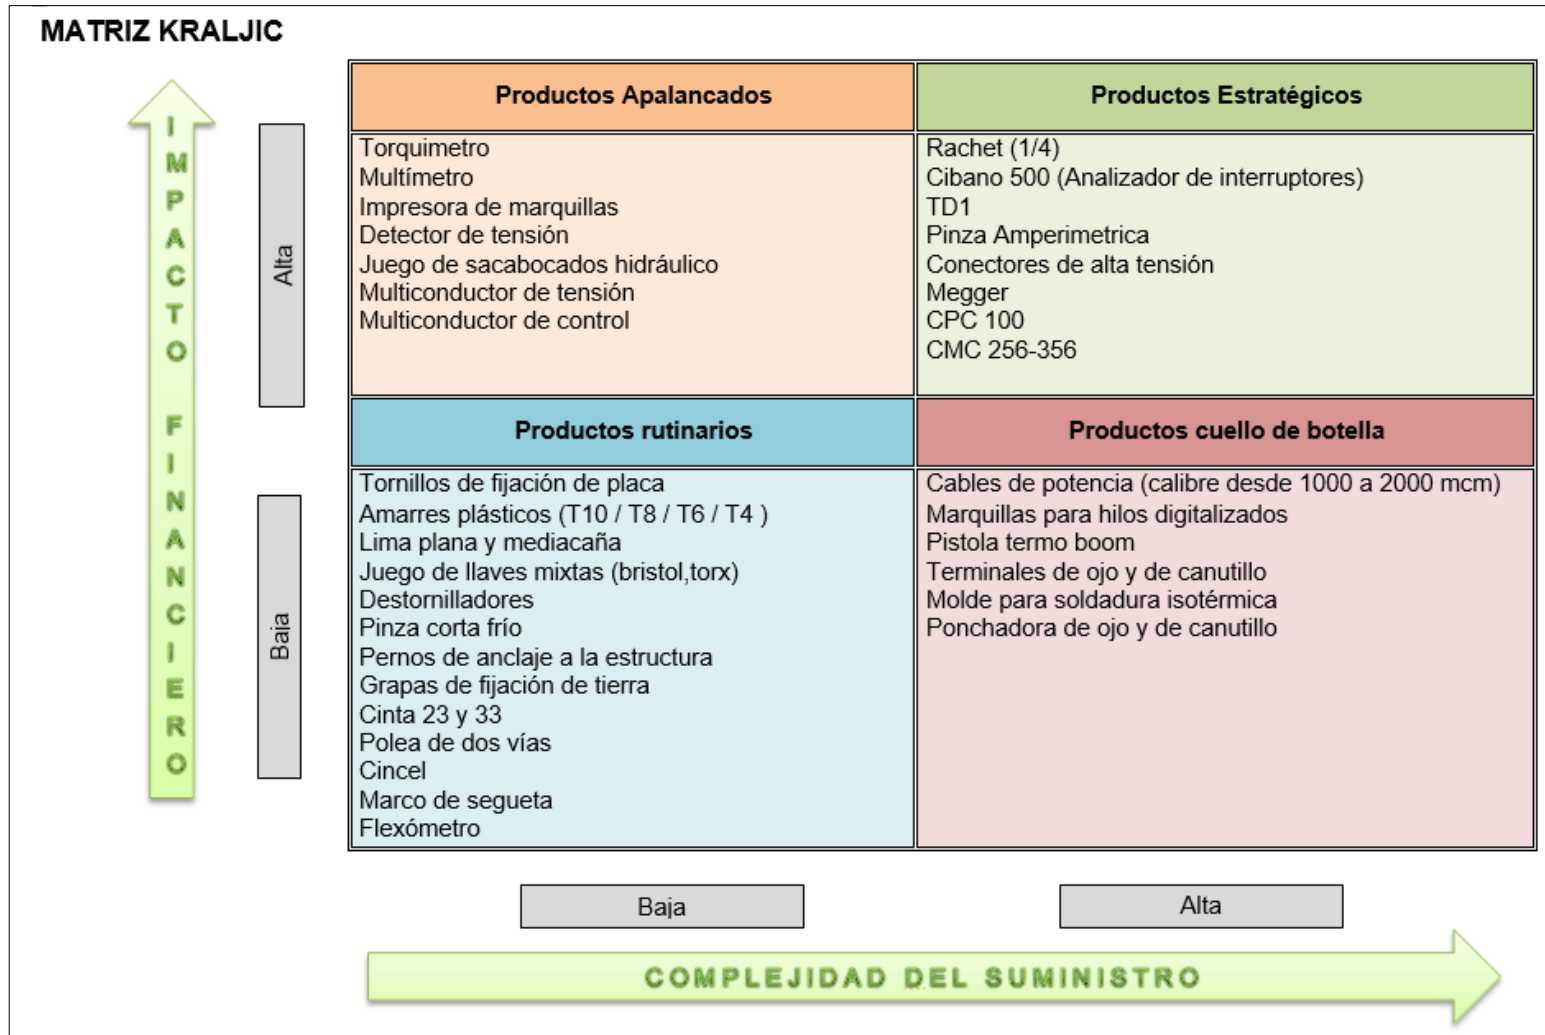 MATRIZ KRALJIC
IMPACTO FINANCIERO
Alta
Baja
Productos Apalancados
Torquimetro
Multímetro
Impresora de marquillas
Detector de tensión
Juego de sacabocados hidráulico
Multiconductor de tensión
Multiconductor de control
Productos Estratégicos
Rachet (1/4)
Cibano 500 (Analizador de interruptores)
TD1
Pinza Amperimetrica
Conectores de alta tensión
Megger
CPC 100
CMC 256-356
Productos rutinarios
Tornillos de fijación de placa
Amarres plásticos (T10 / T8 / T6 / T4 )
Lima plana y mediacaña
Juego de llaves mixtas (bristol,torx)
Destornilladores
Pinza corta frío
Pernos de anclaje a la estructura
Grapas de fijación de tierra
Cinta 23 y 33
Polea de dos vías
Cincel
Marco de segueta
Flexómetro
Productos cuello de botella
Cables de potencia (calibre desde 1000 a 2000 mcm)
Marquillas para hilos digitalizados
Pistola termo boom
Terminales de ojo y de canutillo
Molde para soldadura isotérmica
Ponchadora de ojo y de canutillo
Baja
Alta
COMPLEJIDAD DEL SUMINISTRO